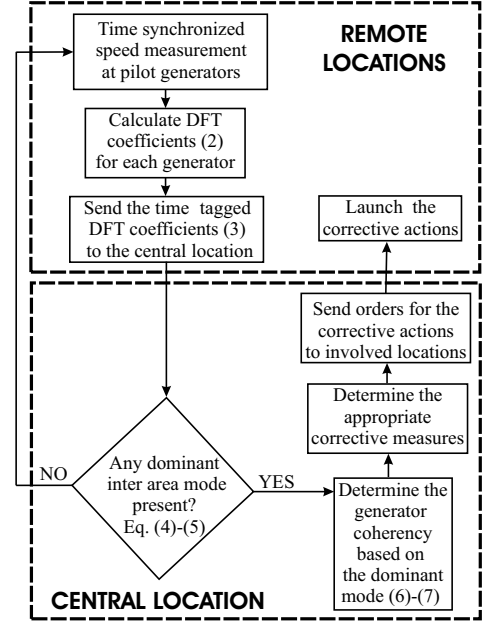 REMOTE
LOCATIONS
Time synchronized
speed measurement
at pilot generators
Calculate DFT
coefficients (2)
for each generator
Send the time tagged
DFT coefficients (3)
to the central location
Launch the
corrective actions
Send orders for the
corrective actions
to involved locations
Determine the
appropriate
corrective measures
NO
Any dominant
inter area mode
present?
Eq. (4)-(5)
YES
Determine the
generator
coherency
based on
the dominant
mode (6)-(7)
CENTRAL LOCATION